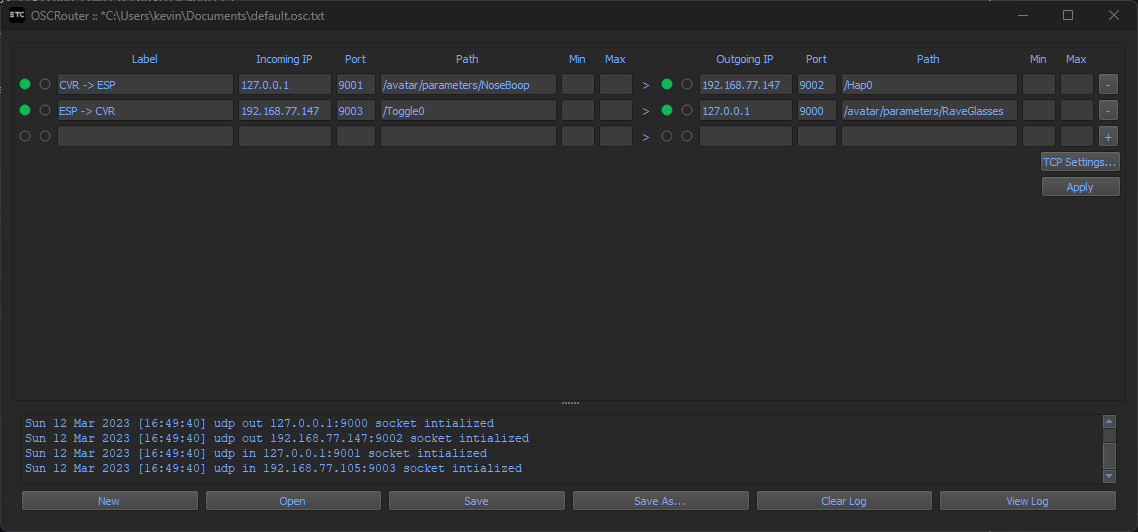 ETC OSCRouter :: *C:\Users\kevin\Documents\default.osc.txt
Label Incoming IP Port Path Min Max Outgoing IP Port Path Min Max
CVR -> ESP 127.0.0.1 9001 /avatar/parameters/NoseBoop > 192.168.77.147 9002 /Hap0 -
ESP -> CVR 192.168.77.147 9003 /Toggle0 > 127.0.0.1 9000 /avatar/parameters/RaveGlasses -
> +
TCP Settings...
Apply
Sun 12 Mar 2023 [16:49:40] udp out 127.0.0.1:9000 socket intialized
Sun 12 Mar 2023 [16:49:40] udp out 192.168.77.147:9002 socket intialized
Sun 12 Mar 2023 [16:49:40] udp in 127.0.0.1:9001 socket intialized
Sun 12 Mar 2023 [16:49:40] udp in 192.168.77.105:9003 socket intialized
New Open Save Save As... Clear Log View Log